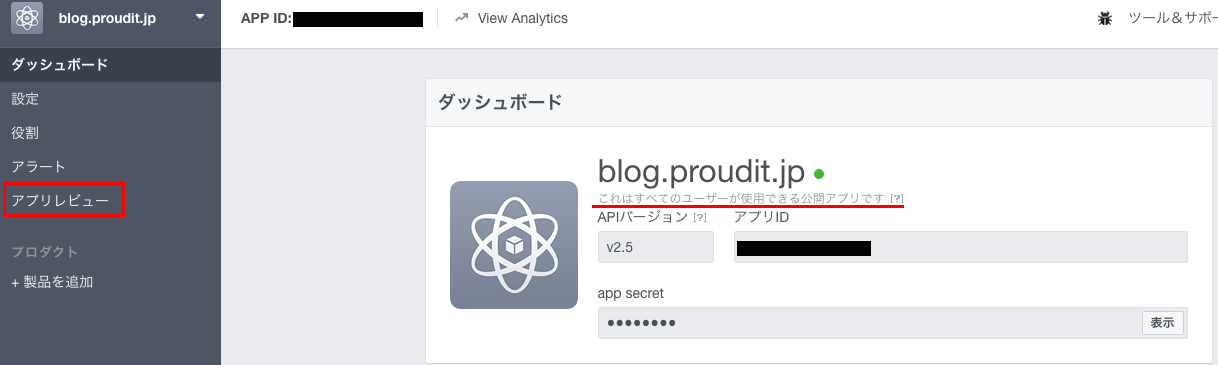 blog.proudit.jp
APP ID:
View Analytics
ツール＆サポー
ダッシュボード
設定
役割
アラート
アプリレビュー
プロダクト
+ 製品を追加
ダッシュボード
blog.proudit.jp
これはすべてのユーザーが使用できる公開アプリです [?]
APIバージョン [?]
アプリID
v2.5
app secret
●●●●●●●●
表示